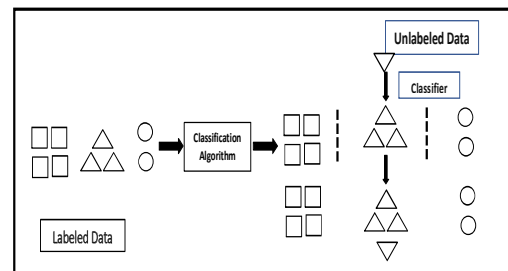 Unlabeled Data
Classifier
Classification
Algorithm
Labeled Data